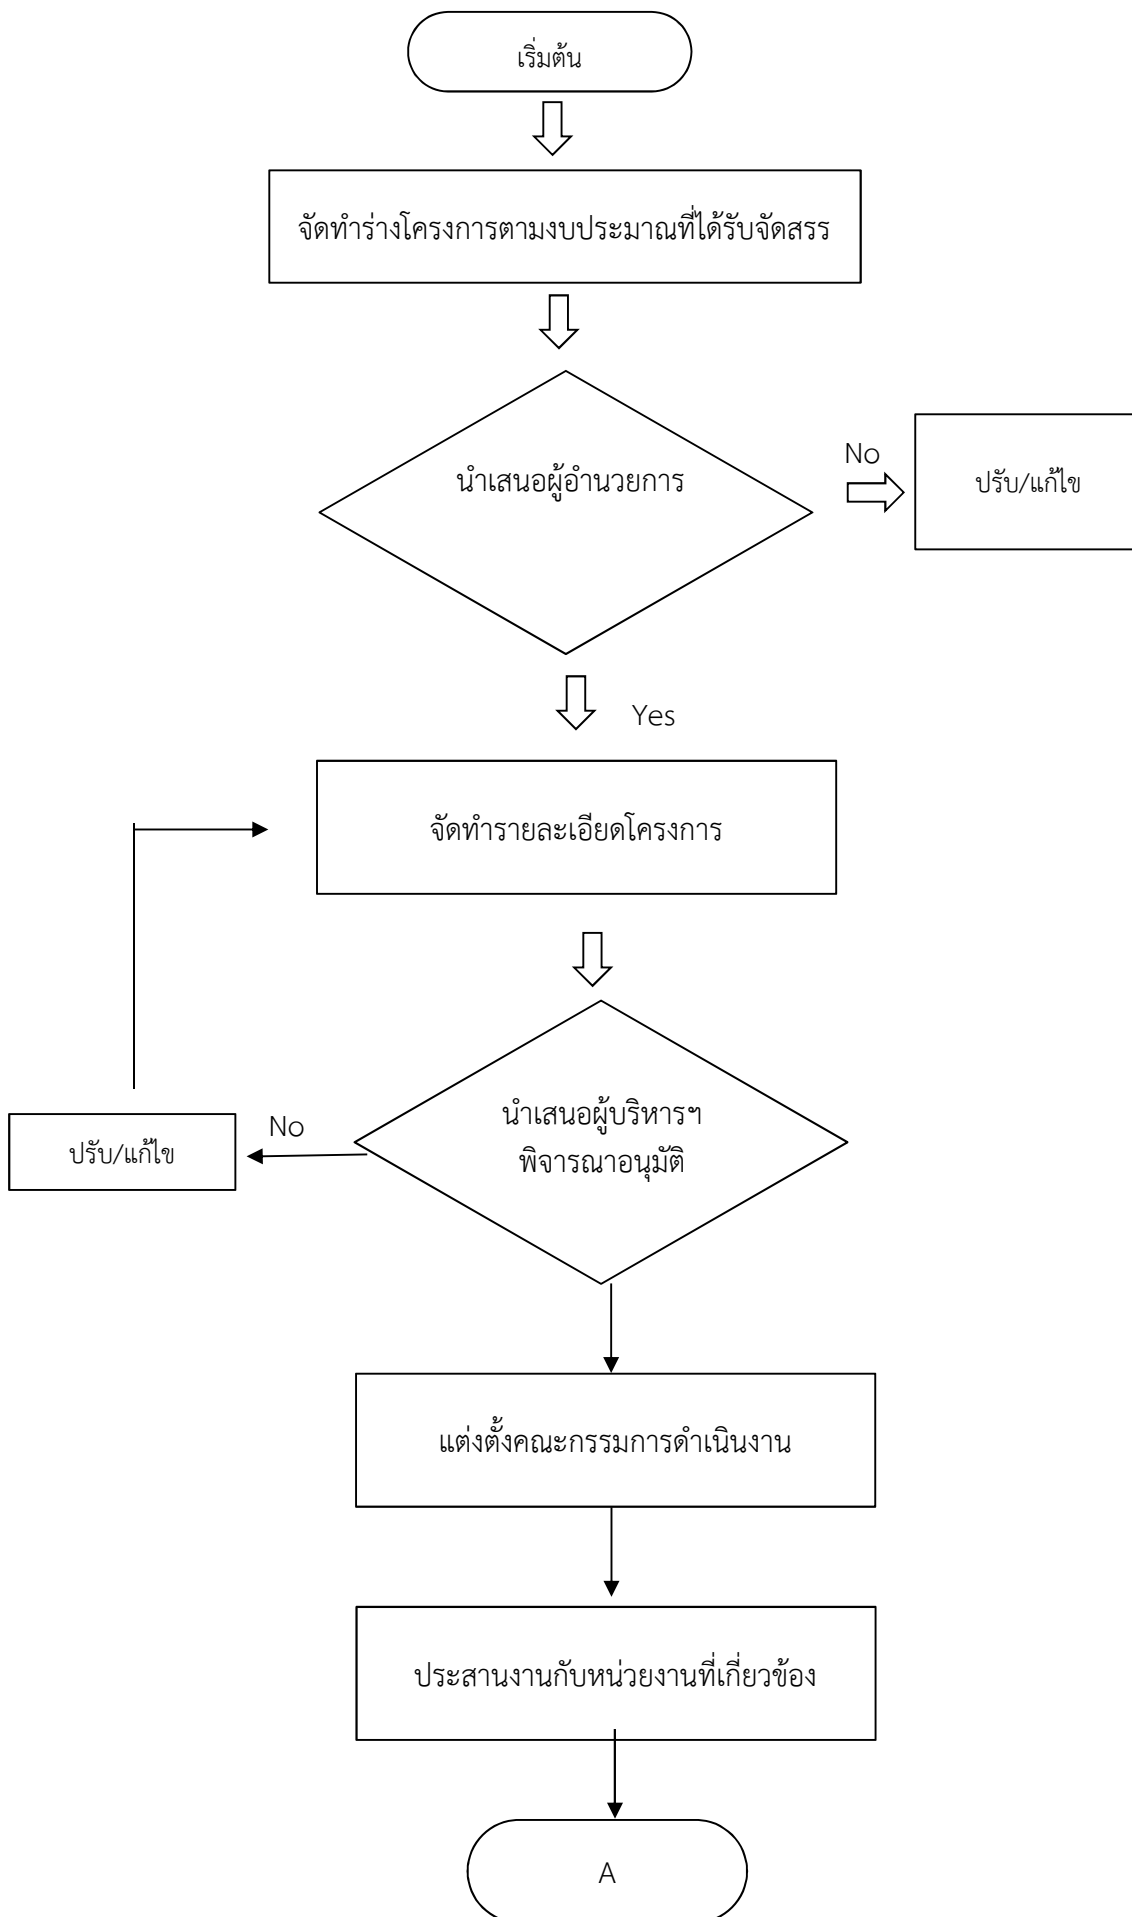 เริ่มต้น
จัดทำร่างโครงการตามงบประมาณที่ได้รับจัดสรร
No
นำเสนอผู้อำนวยการ
ปรับ/แก้ไข
Yes
จัดทำรายละเอียดโครงการ
นำเสนอผู้บริหารฯ
พิจารณาอนุมัติ
No
ปรับ/แก้ไข
แต่งตั้งคณะกรรมการดำเนินงาน
ประสานงานกับหน่วยงานที่เกี่ยวข้อง
A